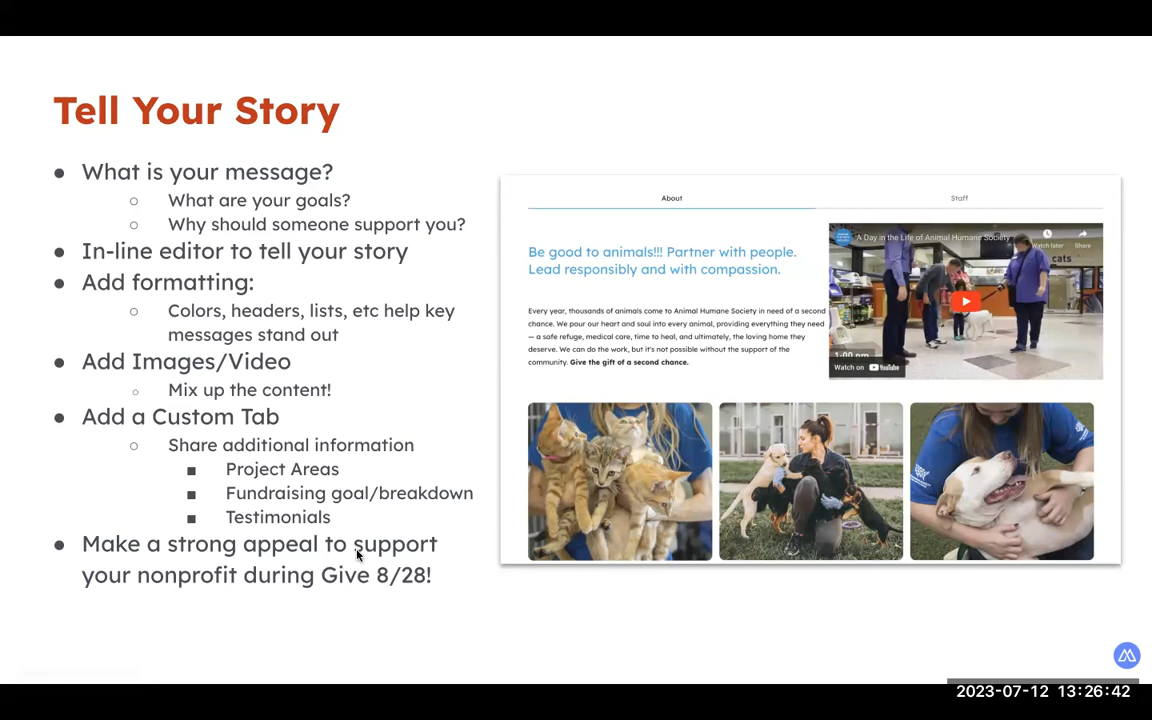 Tell Your Story
● What is your message?
○ What are your goals?
○ Why should someone support you?
● In-line editor to tell your story
● Add formatting:
○ Colors, headers, lists, etc help key
messages stand out
● Add Images/Video
○ Mix up the content!
● Add a Custom Tab
○ Share additional information
■ Project Areas
■ Fundraising goal/breakdown
■ Testimonials
● Make a strong appeal to support
your nonprofit during Give 8/28!
About
Staff
Be good to animals!!! Partner with people.
Lead responsibly and with compassion.
Every year, thousands of animals come to Animal Humane Society in need of a second
chance. We pour our heart and soul into every animal, providing everything they need
— a safe refuge, medical care, time to heal, and ultimately, the loving home they
deserve. We can do the work, but it's not possible without the support of the
community. Give the gift of a second chance.
A Day in the Life of Animal Humane Society
Watch later
Share
cats
1:00 pm
Watch on YouTube
2023-07-12 13:26:42